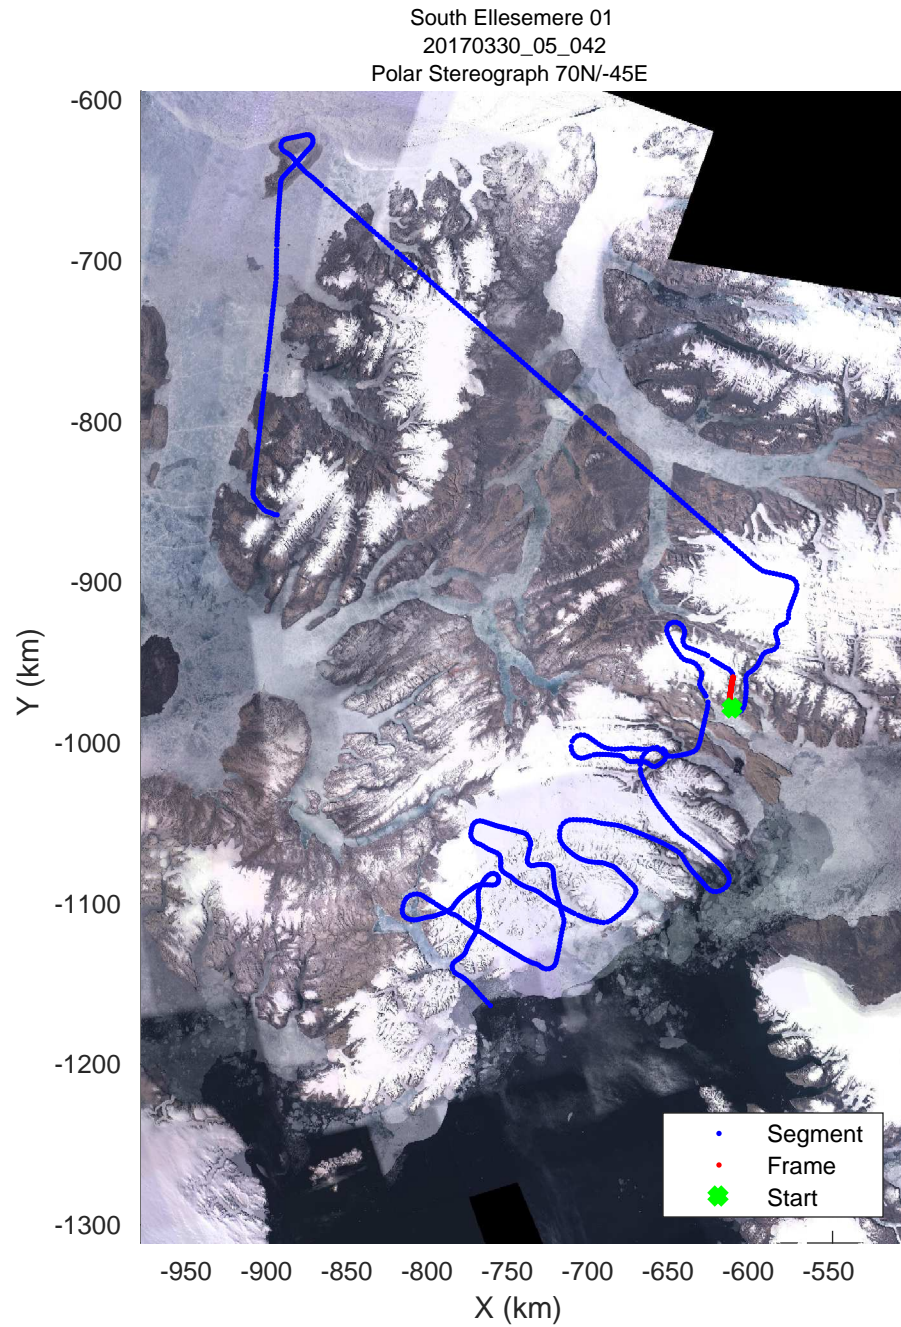 South Ellesemere 01
20170330_05_042
Polar Stereograph 70N/-45E
-600
-700
-800
-900
-1000
-1100
-1200
-1300
Y (km)
Segment
Frame
Start
-950 -900 -850 -800 -750 -700 -650 -600 -550
X (km)